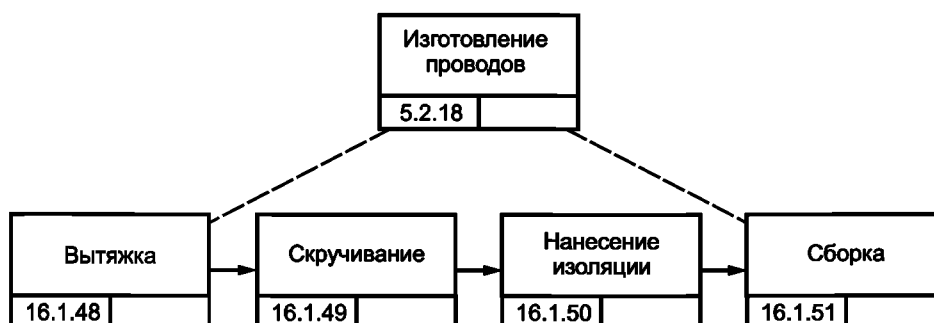 Изготовление
проводов
5.2.18
Вытяжка
Скручивание
Нанесение
изоляции
Сборка
16.1.48
16.1.49
16.1.50
16.1.51